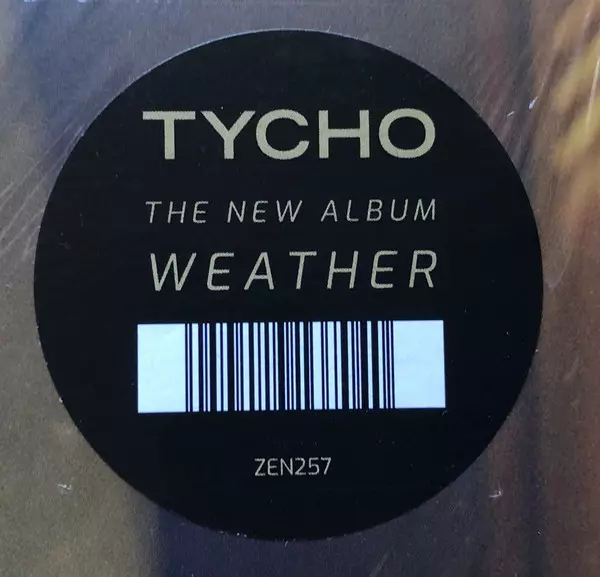 TYCHO
THE NEW ALBUM
WEATHER
ZEN257